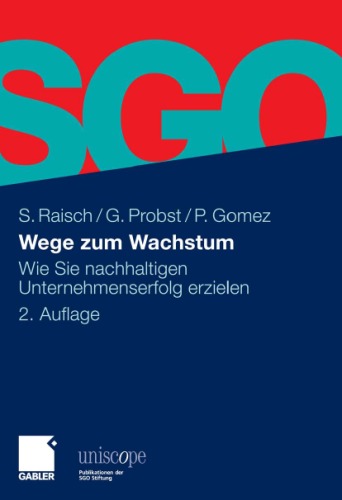 SGO
S. Raisch / G. Probst / P. Gomez
Wege zum Wachstum
Wie Sie nachhaltigen
Unternehmenserfolg erzielen
2. Auflage
GABLER
uniscope
Publikationen der
SGO Stiftung